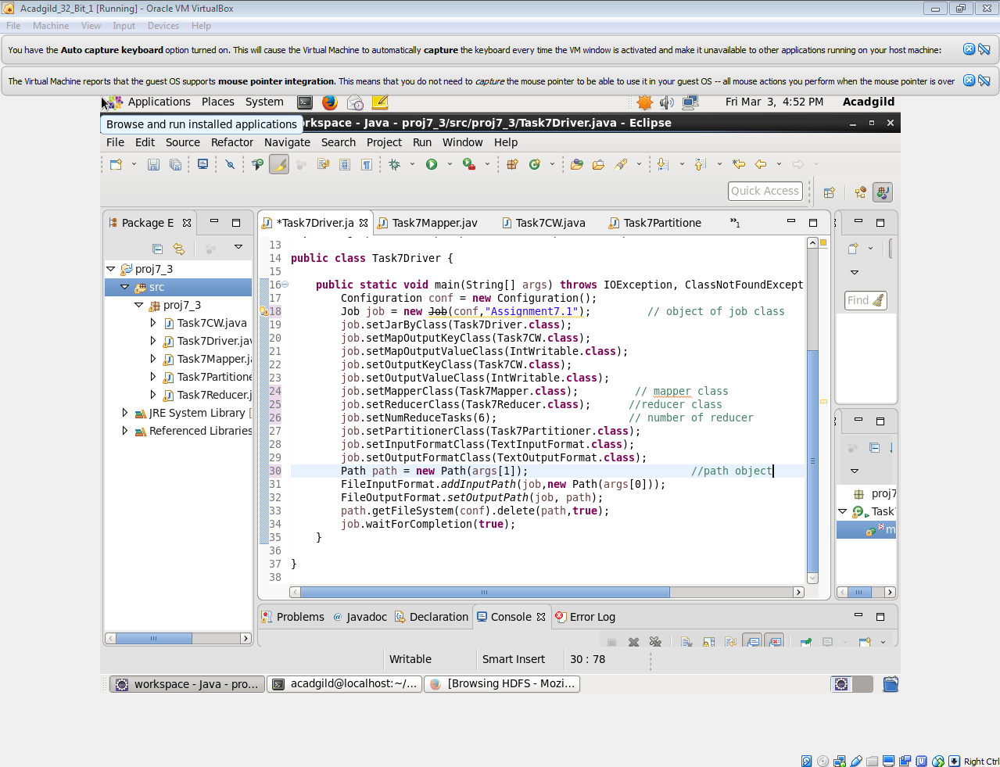 Acadgild_32_Bit_1 [Running] - Oracle VM VirtualBox
File Machine View Input Devices Help
You have the Auto capture keyboard option turned on. This will cause the Virtual Machine to automatically capture the keyboard every time the VM window is activated and make it unavailable to other applications running on your host machine:
The Virtual Machine reports that the guest OS supports mouse pointer integration. This means that you do not need to capture the mouse pointer to be able to use it in your guest OS -- all mouse actions you perform when the mouse pointer is over
Applications Places System Fri Mar 3, 4:52 PM Acadgild
Browse and run installed applications
rkspace - Java - proj7_3/src/proj7_3/Task7Driver.java - Eclipse
File Edit Source Refactor Navigate Search Project Run Window Help
Quick Access
Package E
*Task7Driver.ja Task7Mapper.jav Task7CW.java Task7Partitione »1
proj7_3
src
proj7_3
Task7CW.java
Task7Driver.jav
Task7Mapper.ja
Task7Partitione
Task7Reducer.j
JRE System Library [
Referenced Libraries
13
14 public class Task7Driver {
15
16 public static void main(String[] args) throws IOException, ClassNotFoundExcept
17 Configuration conf = new Configuration();
18 Job job = new Job(conf,"Assignment7.1"); // object of job class
19 job.setJarByClass(Task7Driver.class);
20 job.setMapOutputKeyClass(Task7CW.class);
21 job.setMapOutputValueClass(IntWritable.class);
22 job.setOutputKeyClass(Task7CW.class);
23 job.setOutputValueClass(IntWritable.class);
24 job.setMapperClass(Task7Mapper.class); // mapper class
25 job.setReducerClass(Task7Reducer.class); //reducer class
26 job.setNumReduceTasks(6); // number of reducer
27 job.setPartitionerClass(Task7Partitioner.class);
28 job.setInputFormatClass(TextInputFormat.class);
29 job.setOutputFormatClass(TextOutputFormat.class);
30 Path path = new Path(args[1]); //path object
31 FileInputFormat.addInputPath(job,new Path(args[0]));
32 FileOutputFormat.setOutputPath(job, path);
33 path.getFileSystem(conf).delete(path,true);
34 job.waitForCompletion(true);
35 }
36
37 }
38
Find
proj7
Task7
m
Problems @ Javadoc Declaration Console Error Log
Writable Smart Insert 30 : 78
workspace - Java - pro... acadgild@localhost:~/... [Browsing HDFS - Mozi...
Right Ctrl